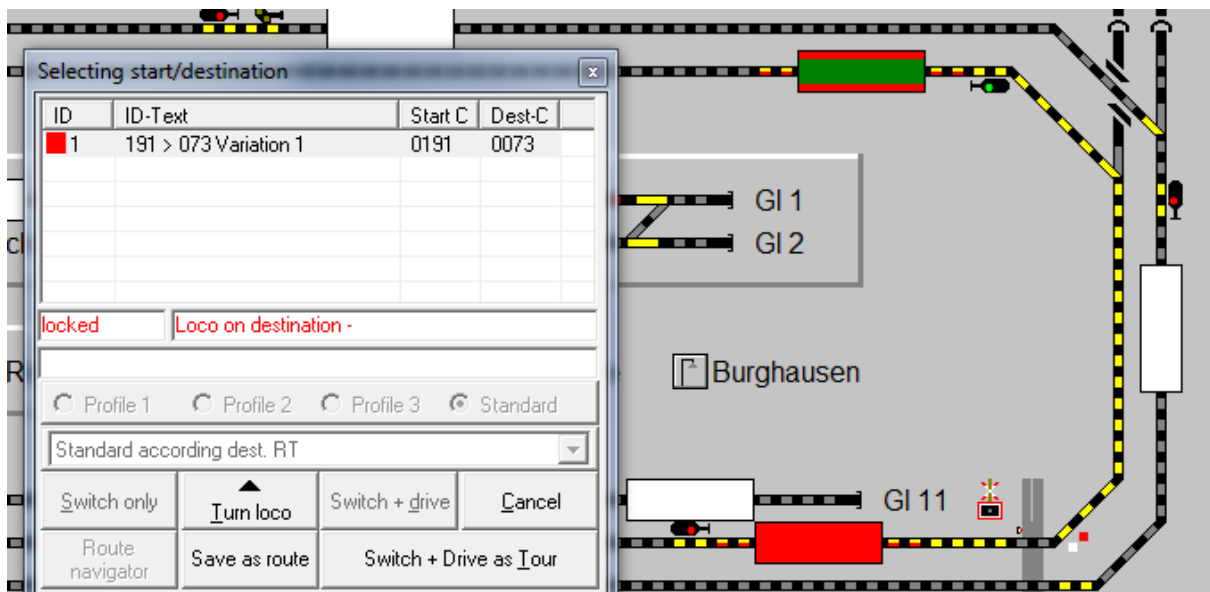 Selecting start/destination
x
ID ID-Text Start C Dest-C
1 191 > 073 Variation 1 0191 0073
Gl 1
Gl 2
cl
locked Loco on destination -
R
Burghausen
Profile 1 Profile 2 Profile 3 Standard
Standard according dest. RT
Switch only Turn loco Switch + drive Cancel
Gl 11
Route
navigator
Save as route Switch + Drive as Tour